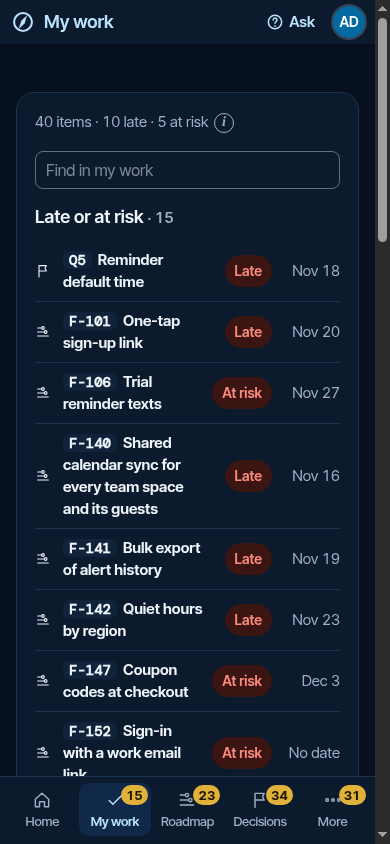 My work
Ask
AD
40 items · 10 late · 5 at risk i
Find in my work
Late or at risk · 15
Q5 Reminder
default time
Late
Nov 18
F-101 One-tap
sign-up link
Late
Nov 20
F-106 Trial
reminder texts
At risk
Nov 27
F-140 Shared
calendar sync for
every team space
and its guests
Late
Nov 16
F-141 Bulk export
of alert history
Late
Nov 19
F-142 Quiet hours
by region
Late
Nov 23
F-147 Coupon
codes at checkout
At risk
Dec 3
F-152 Sign-in
with a work email
link
At risk
No date
15
23
34
31
Home
My work
Roadmap
Decisions
More